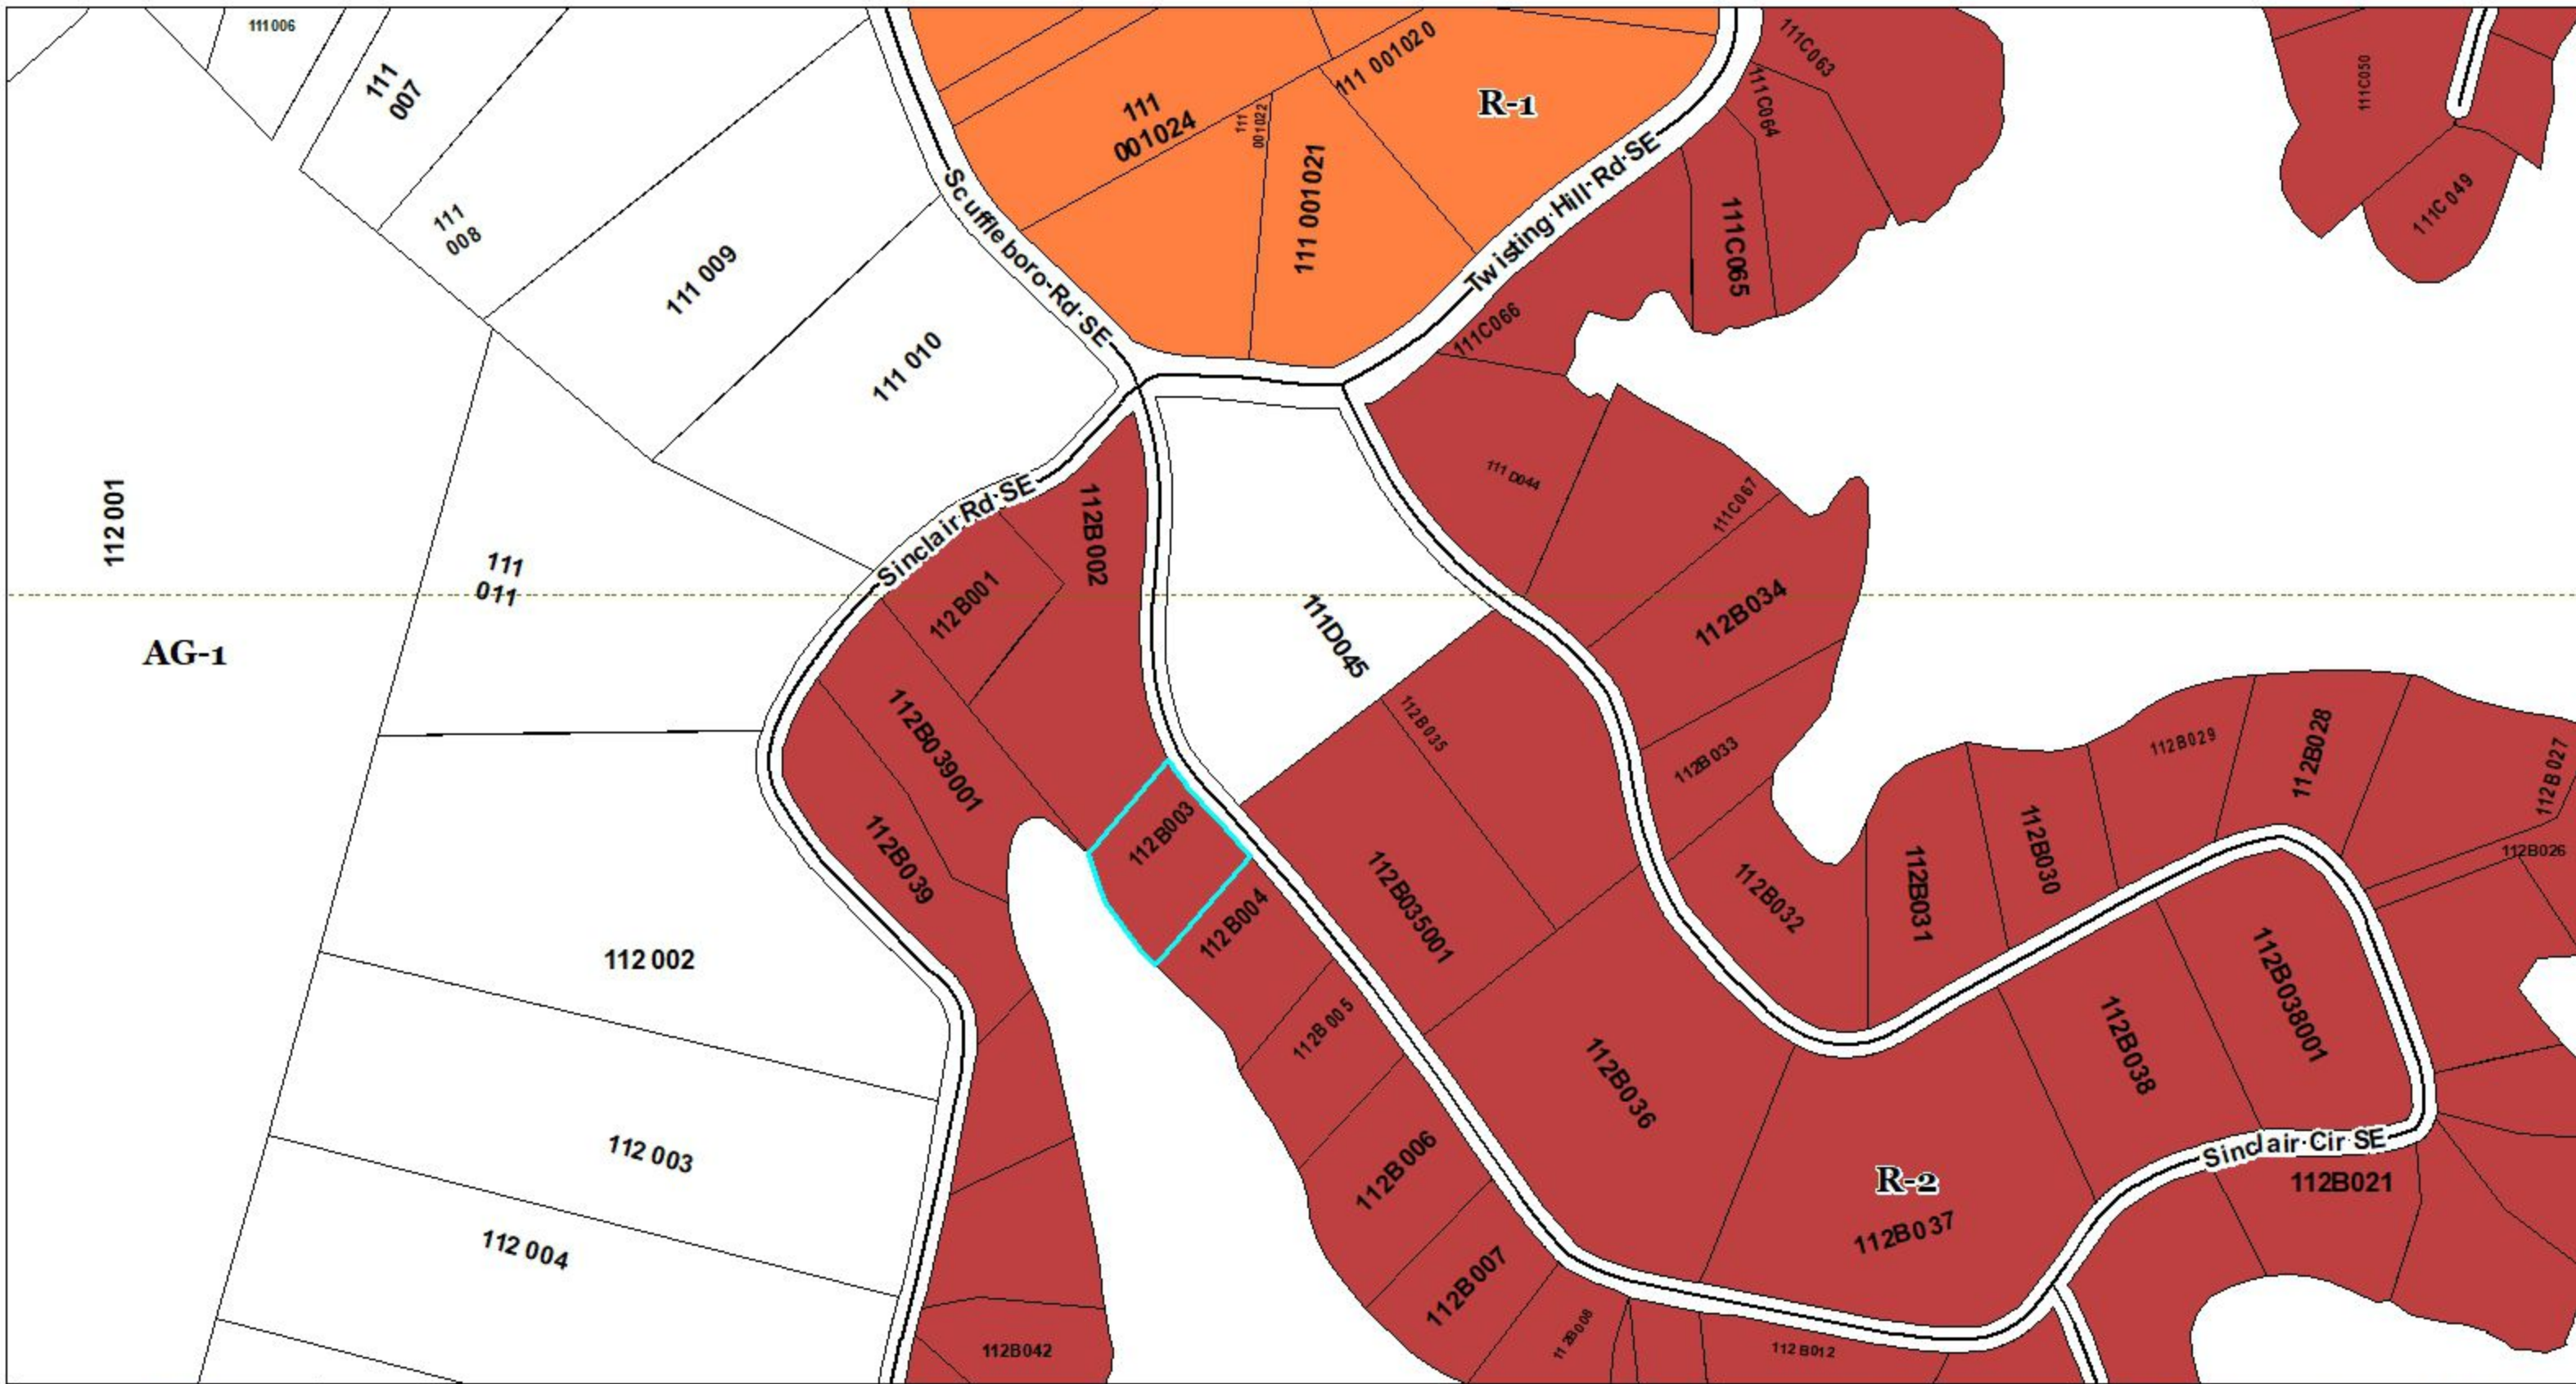 111 006
111
007
111
008
111 009
111 010
111
001024
111
001022
111 001020
111 001021
R-1
Scuffleboro Rd SE
Twisting Hill Rd SE
111C063
111C064
111C065
111C066
111C050
111C049
111 D044
111C067
112 001
111
011
AG-1
Sinclair Rd SE
112B002
112B001
111D045
112B034
112B035
112B033
112B039001
112B039
112B003
112B004
112B035001
112B032
112B031
112B030
112B029
112B028
112B027
112B026
112 002
112B005
112B036
112B038
112B038001
112 003
112B006
Sinclair Cir SE
R-2
112B021
112B037
112 004
112B007
112B008
112B042
112B012